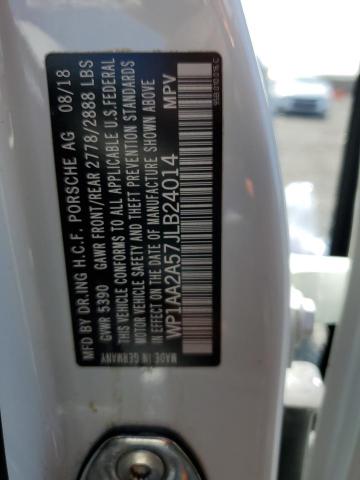 MFD BY DR.ING H.C.F. PORSCHE AG 08/18
GVWR 5390 GAWR FRONT/REAR 2778/2888 LBS
THIS VEHICLE CONFORMS TO ALL APPLICABLE U.S. FEDERAL
MOTOR VEHICLE SAFETY AND THEFT PREVENTION STANDARDS
IN EFFECT ON THE DATE OF MANUFACTURE SHOWN ABOVE
WP1AA2A57JLB24014 MPV
MADE IN GERMANY